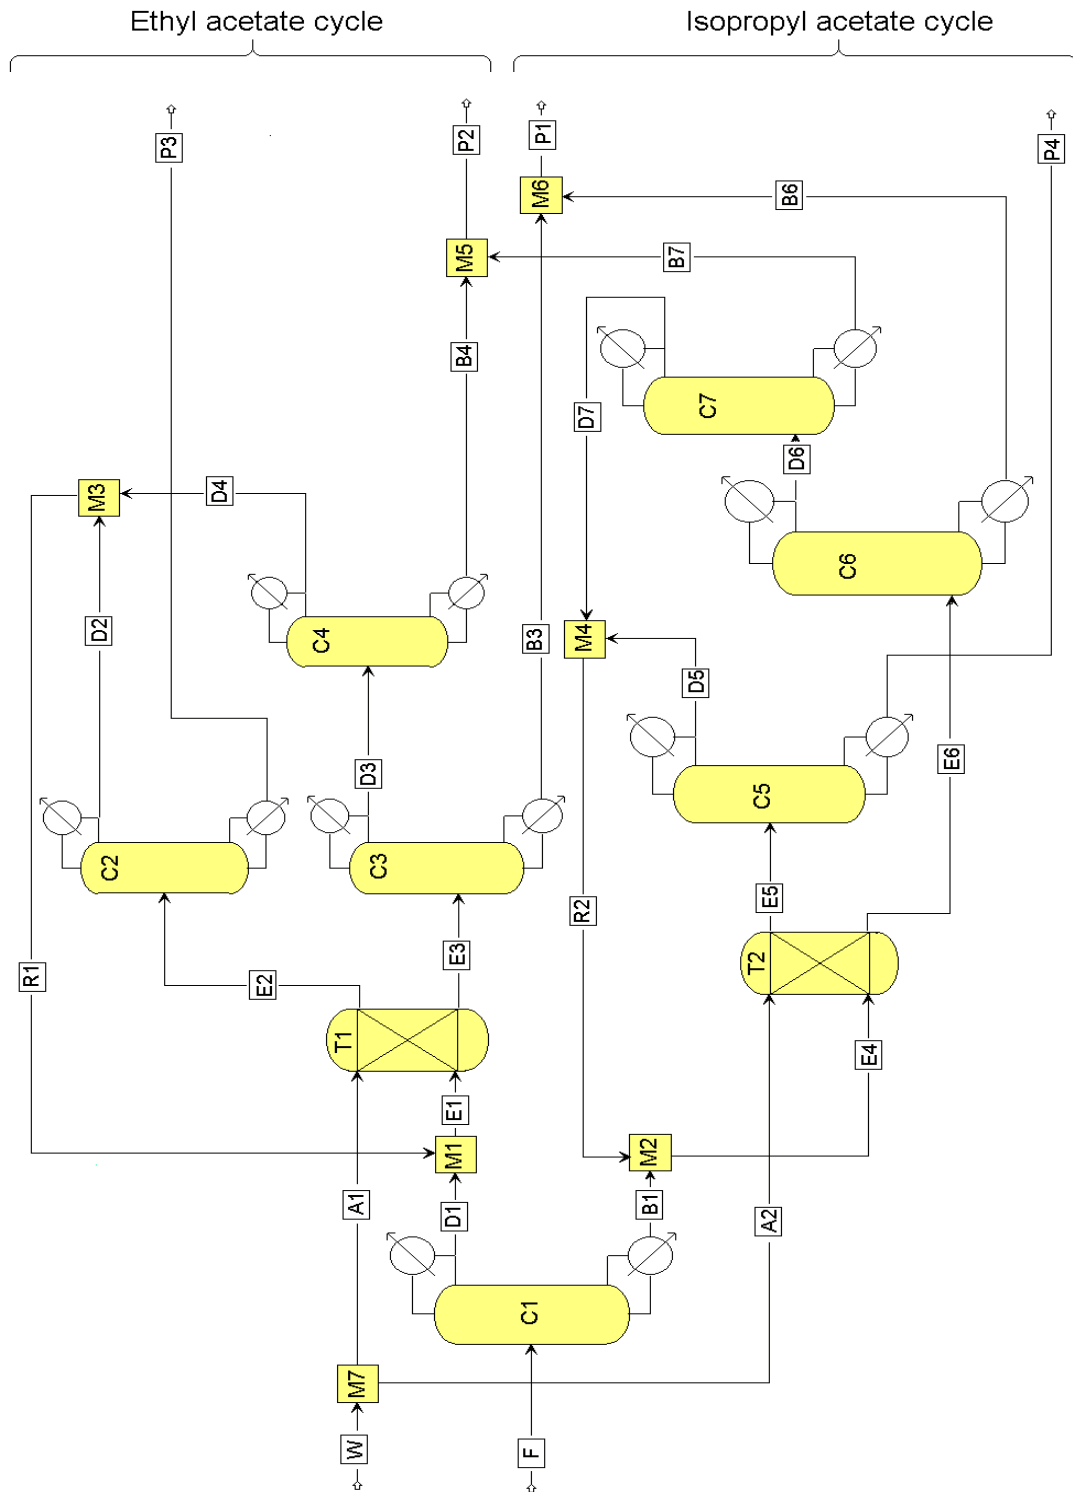 Ethyl acetate cycle
Isopropyl acetate cycle
P3
P2
P1
P4
M6
B6
M5
B7
B4
C7
D7
D6
M3
D4
C6
D2
C4
B3
M4
D5
D3
C5
E6
C2
C3
E5
R2
R1
E2
E3
T2
T1
E4
E1
M1
M2
A1
D1
B1
A2
C1
M7
W
F